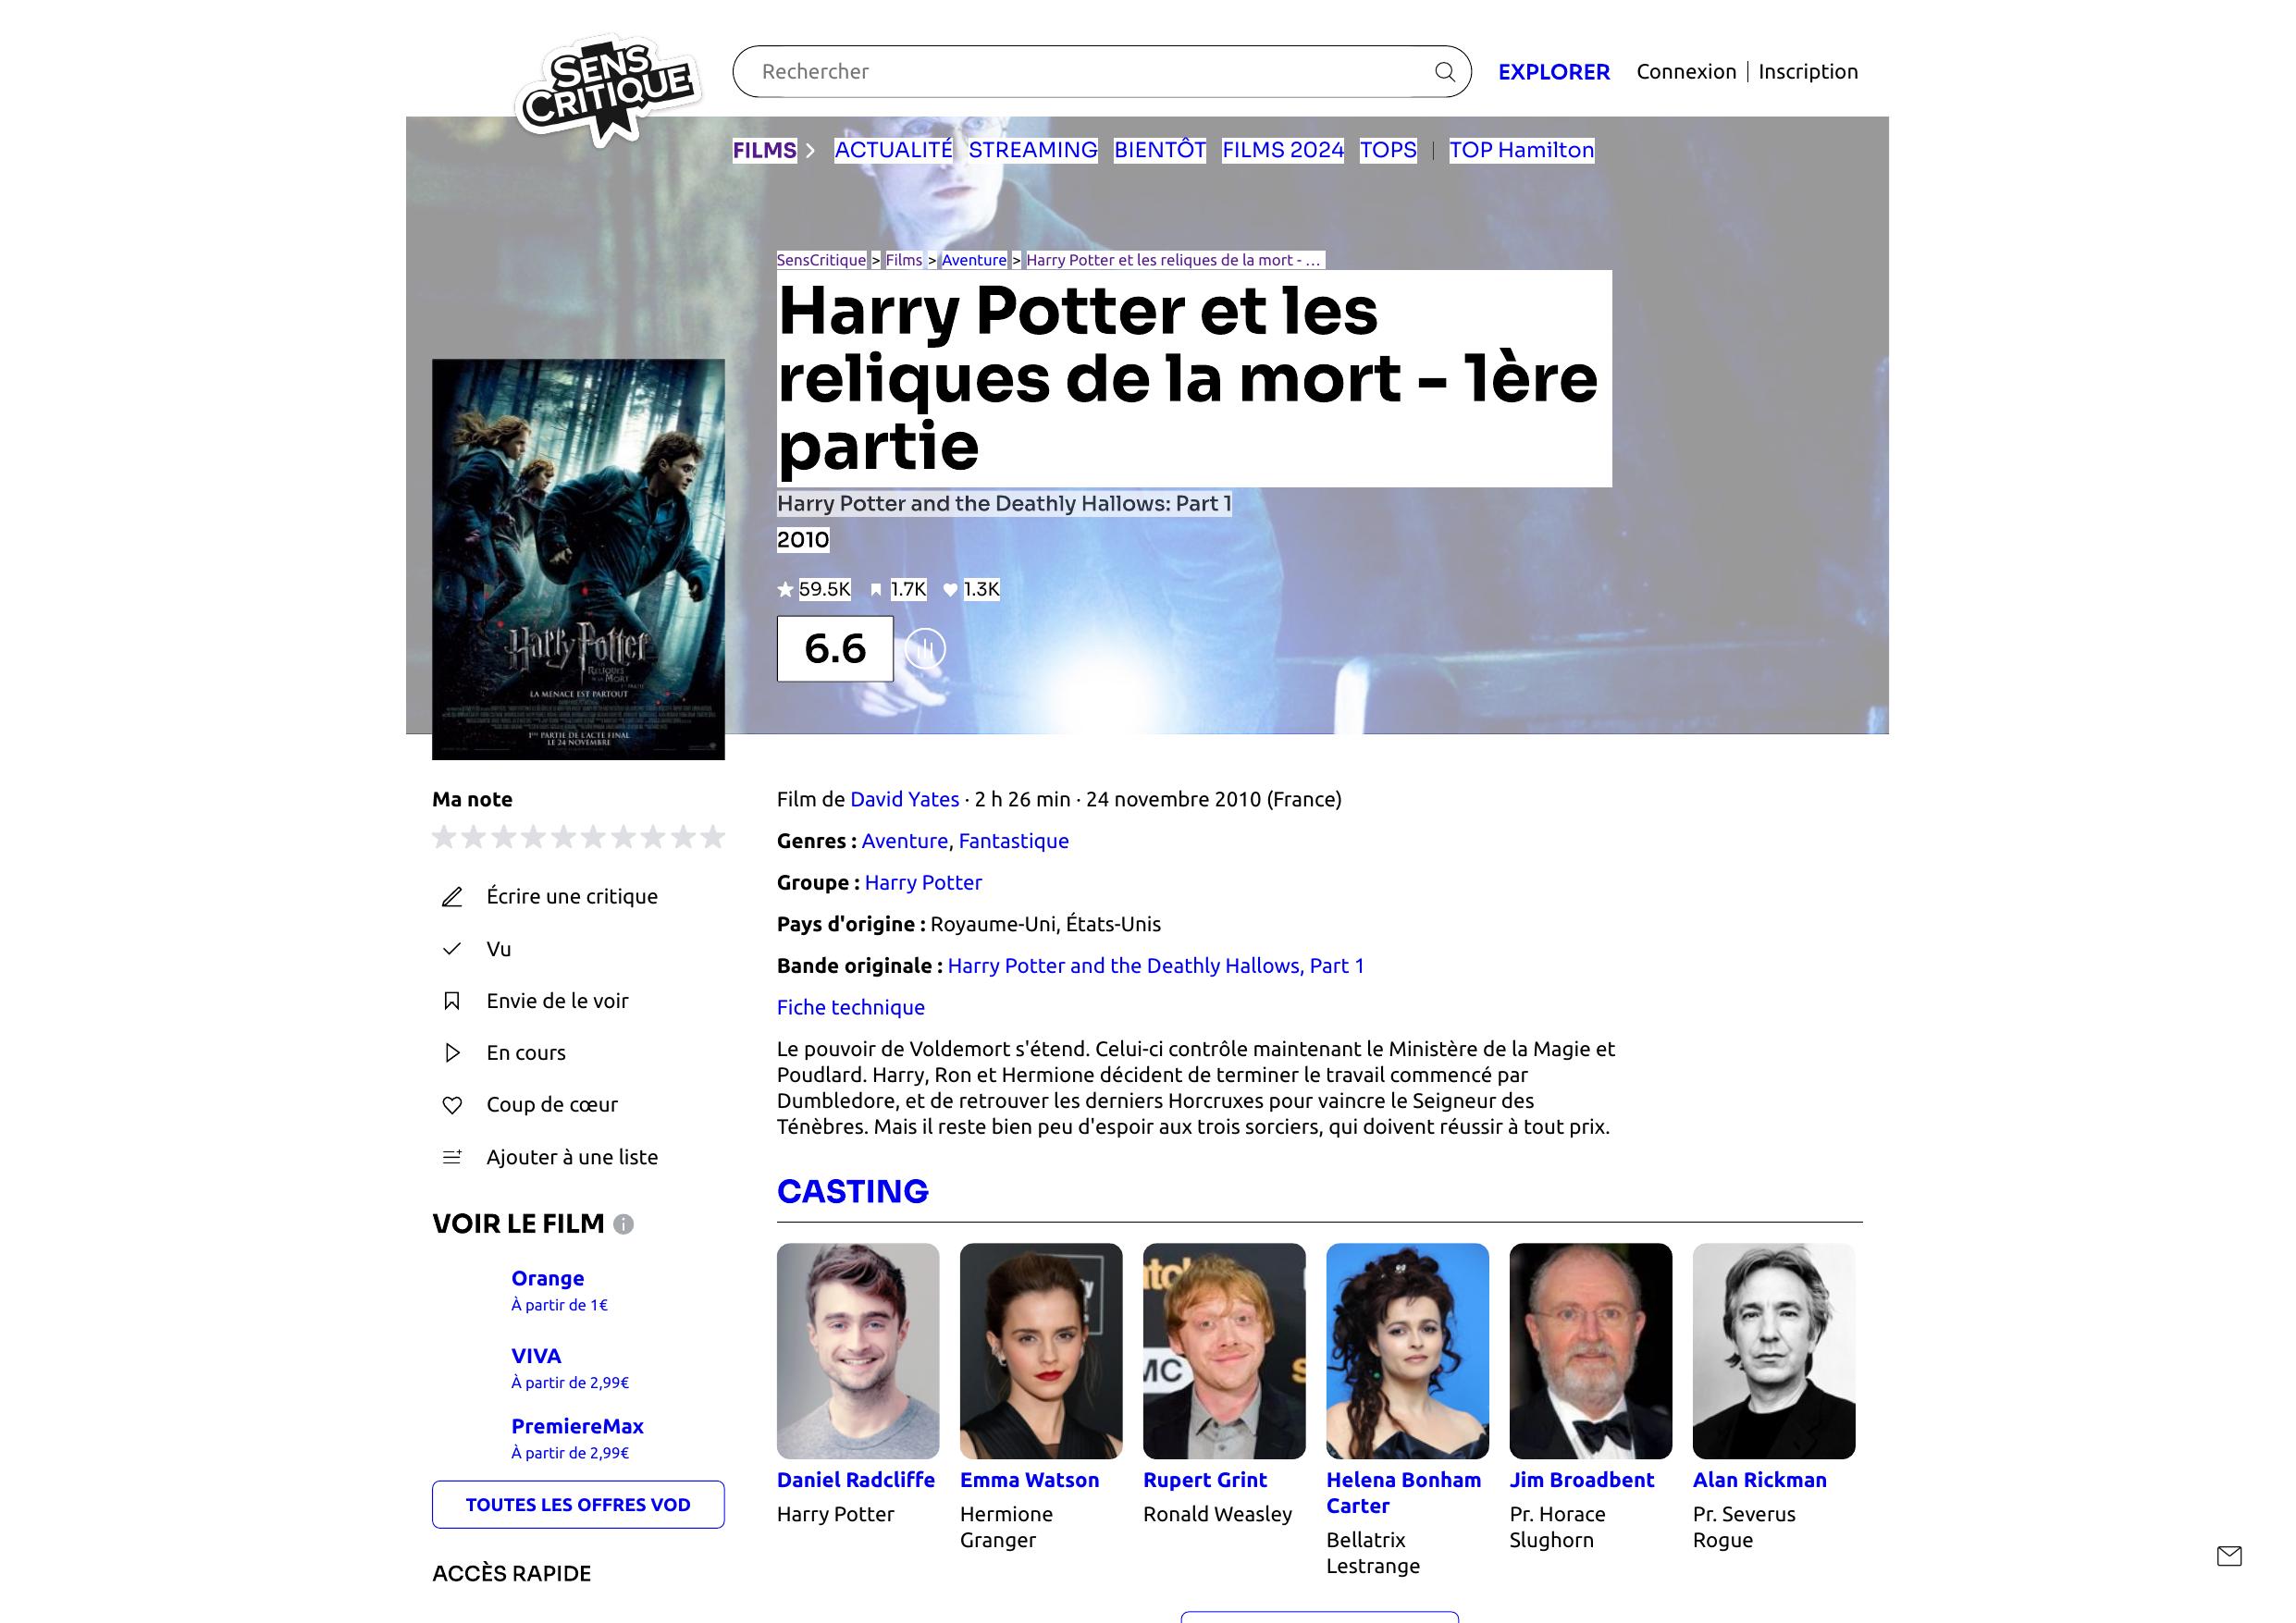 SENS CRITIQUE
Rechercher
EXPLORER
Connexion | Inscription
FILMS
ACTUALITÉ
STREAMING
BIENTÔT
FILMS 2024
TOPS
|
TOP Hamilton
SensCritique > Films > Aventure > Harry Potter et les reliques de la mort - ...
Harry Potter et les
reliques de la mort - 1ère
partie
Harry Potter and the Deathly Hallows: Part 1
2010
59.5K
1.7K
1.3K
6.6
Harry Potter
ET LES RELIQUES DE LA MORT
LA MENACE EST PARTOUT
1ÈRE PARTIE DE L'ACTE FINAL
LE 24 NOVEMBRE
Ma note
Écrire une critique
Vu
Envie de le voir
En cours
Coup de cœur
Ajouter à une liste
VOIR LE FILM
Orange
À partir de 1€
VIVA
À partir de 2,99€
PremiereMax
À partir de 2,99€
TOUTES LES OFFRES VOD
ACCÈS RAPIDE
Film de David Yates · 2 h 26 min · 24 novembre 2010 (France)
Genres : Aventure, Fantastique
Groupe : Harry Potter
Pays d'origine : Royaume-Uni, États-Unis
Bande originale : Harry Potter and the Deathly Hallows, Part 1
Fiche technique
Le pouvoir de Voldemort s'étend. Celui-ci contrôle maintenant le Ministère de la Magie et
Poudlard. Harry, Ron et Hermione décident de terminer le travail commencé par
Dumbledore, et de retrouver les derniers Horcruxes pour vaincre le Seigneur des
Ténèbres. Mais il reste bien peu d'espoir aux trois sorciers, qui doivent réussir à tout prix.
CASTING
Daniel Radcliffe
Harry Potter
Emma Watson
Hermione
Granger
Rupert Grint
Ronald Weasley
Helena Bonham
Carter
Bellatrix
Lestrange
Jim Broadbent
Pr. Horace
Slughorn
Alan Rickman
Pr. Severus
Rogue